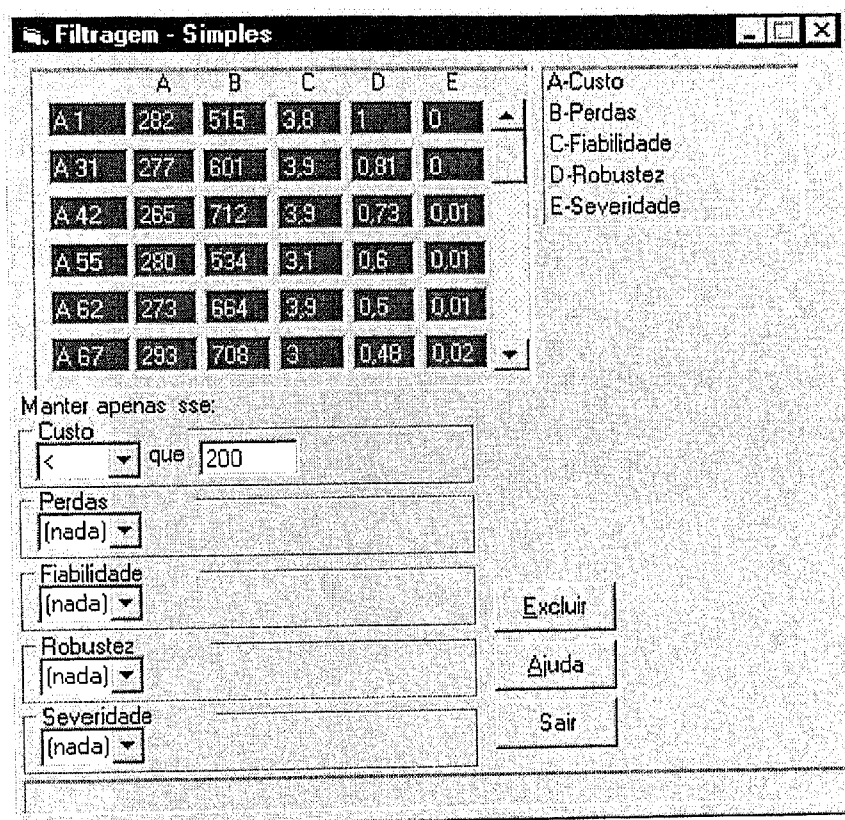 Filtragem - Simples
A B C D E
A 1 282 515 3,8 1 0
A 31 277 601 3,9 0,81 0
A 42 265 712 3,9 0,73 0,01
A 55 280 634 3,1 0,6 0,01
A 62 273 664 3,9 0,5 0,01
A 67 293 708 3 0,48 0,02
A-Custo
B-Perdas
C-Fiabilidade
D-Robustez
E-Severidade
Manter apenas sse:
Custo
< que 200
Perdas
(nada)
Fiabilidade
(nada)
Robustez
(nada)
Severidade
(nada)
Excluir
Ajuda
Sair